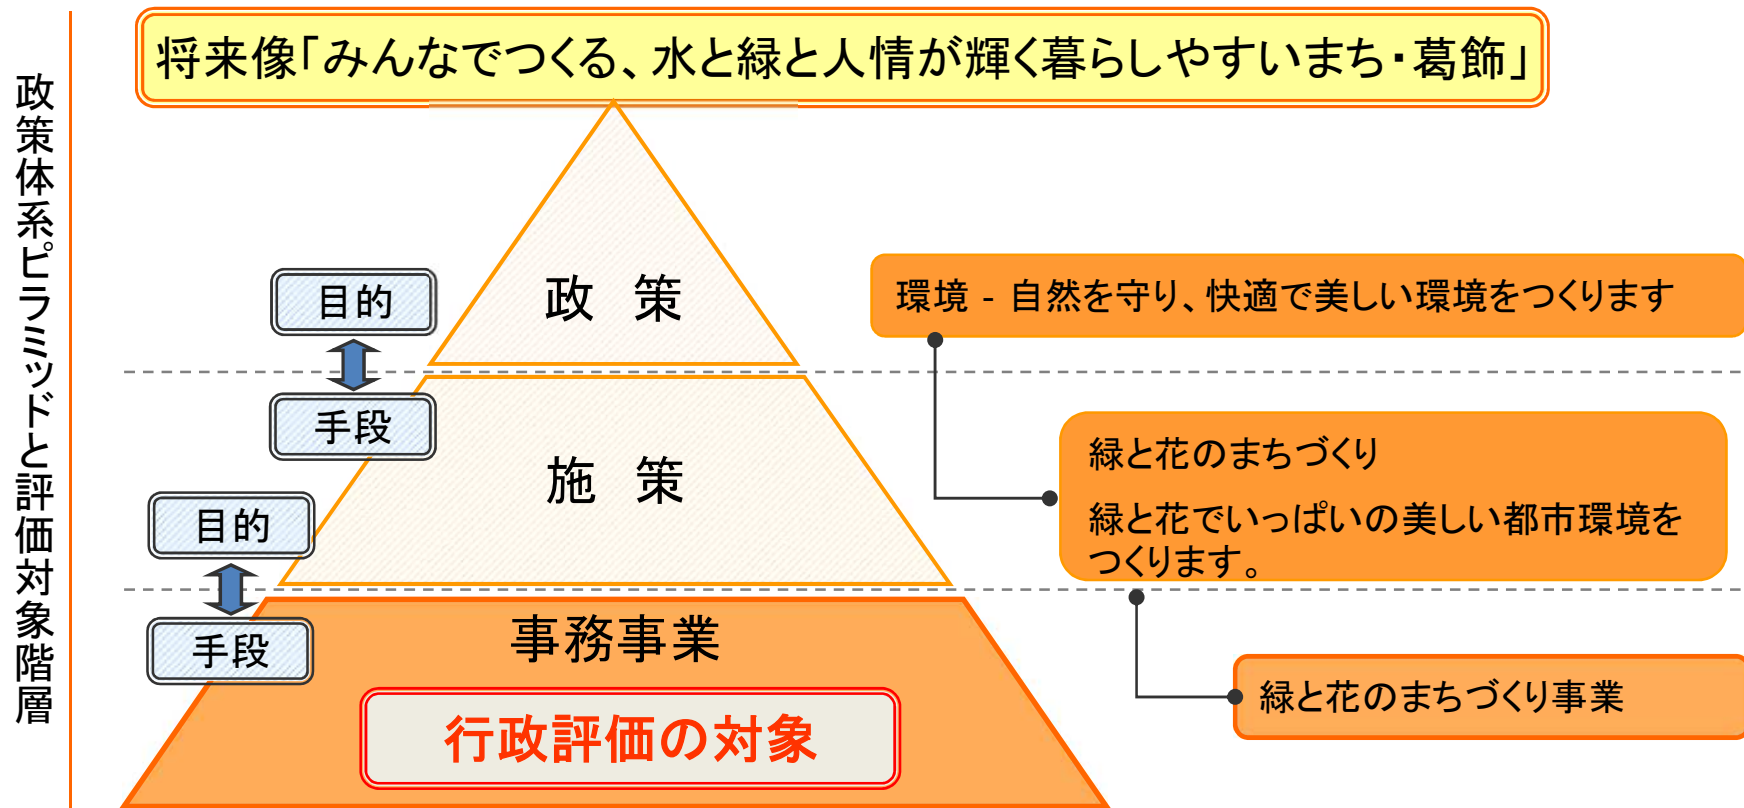 政策体系ピラミッドと評価対象階層
将来像「みんなでつくる、水と緑と人情が輝く暮らしやすいまち・葛飾」
目的
政 策
環境 - 自然を守り、快適で美しい環境をつくります
手段
施 策
緑と花のまちづくり
緑と花でいっぱいの美しい都市環境を
つくります。
目的
手段
事務事業
緑と花のまちづくり事業
行政評価の対象